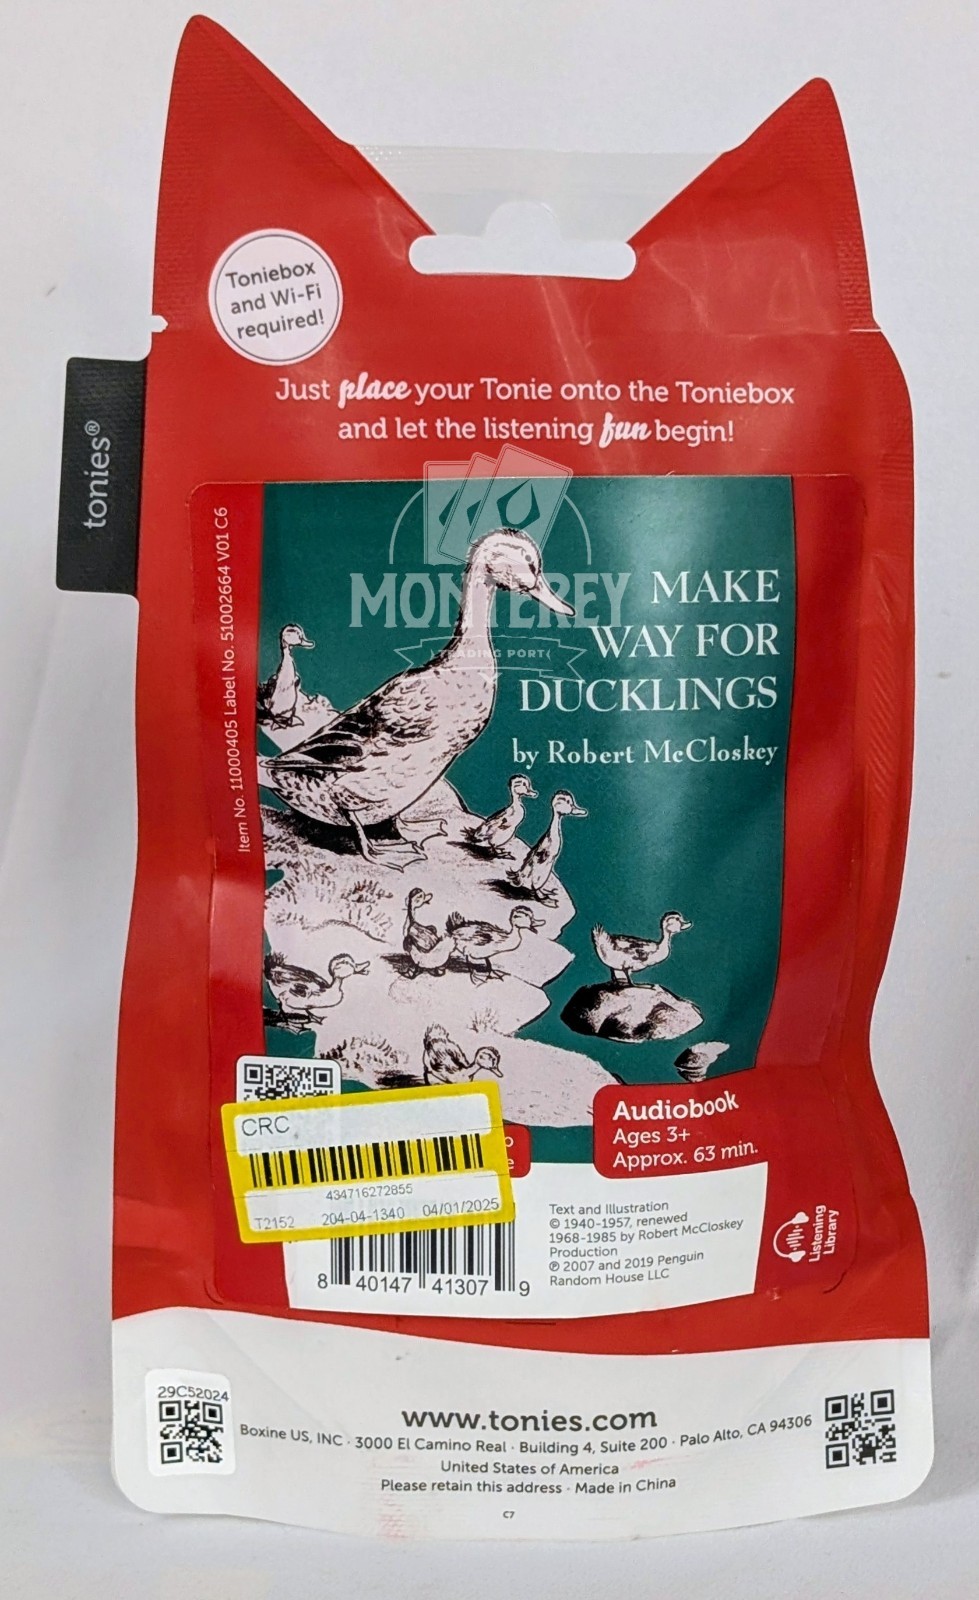 Toniebox
and Wi-Fi
required!
Just place your Tonie onto the Toniebox
and let the listening fun begin!
tonies®
Item No. 11000405 Label No. 51002664 V01 C6
MONTEREY
TRADING PORT
MAKE
WAY FOR
DUCKLINGS
by Robert McCloskey
CRC
434716272855
T2152 204-04-1340 04/01/2025
Audiobook
Ages 3+
Approx. 63 min.
8 40147 41307 9
Text and Illustration
© 1940-1957, renewed
1968-1985 by Robert McCloskey
Production
℗ 2007 and 2019 Penguin
Random House LLC
Listening
Library
29C52024
www.tonies.com
Boxine US, INC · 3000 El Camino Real · Building 4, Suite 200 · Palo Alto, CA 94306
United States of America
Please retain this address · Made in China
C7